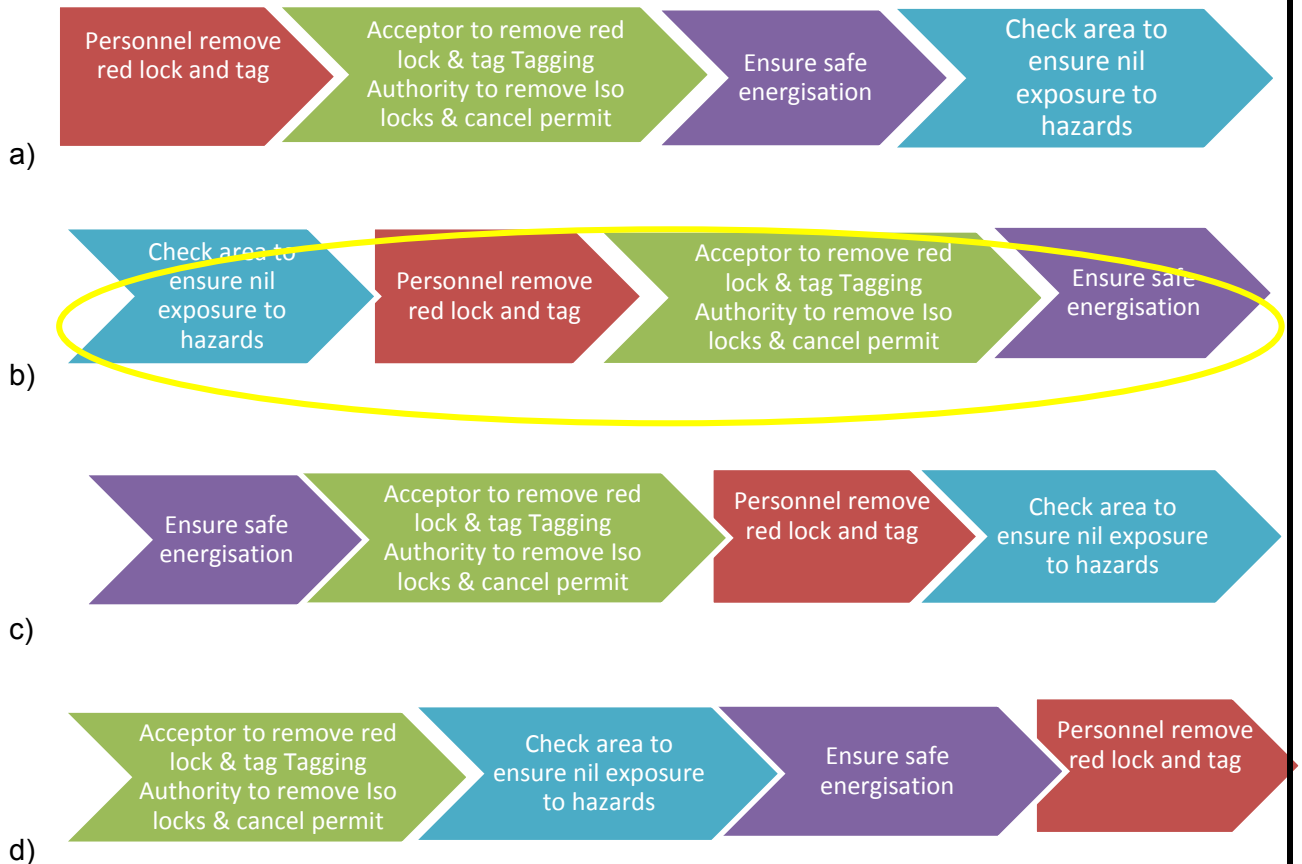 Personnel remove
red lock and tag
Acceptor to remove red
lock & tag Tagging
Authority to remove Iso
locks & cancel permit
Ensure safe
energisation
Check area to
ensure nil
exposure to
hazards
a)
Check area to
ensure nil
exposure to
hazards
Personnel remove
red lock and tag
Acceptor to remove red
lock & tag Tagging
Authority to remove Iso
locks & cancel permit
Ensure safe
energisation
b)
Ensure safe
energisation
Acceptor to remove red
lock & tag Tagging
Authority to remove Iso
locks & cancel permit
Personnel remove
red lock and tag
Check area to
ensure nil exposure
to hazards
c)
Acceptor to remove red
lock & tag Tagging
Authority to remove Iso
locks & cancel permit
Check area to
ensure nil exposure
to hazards
Ensure safe
energisation
Personnel remove
red lock and tag
d)